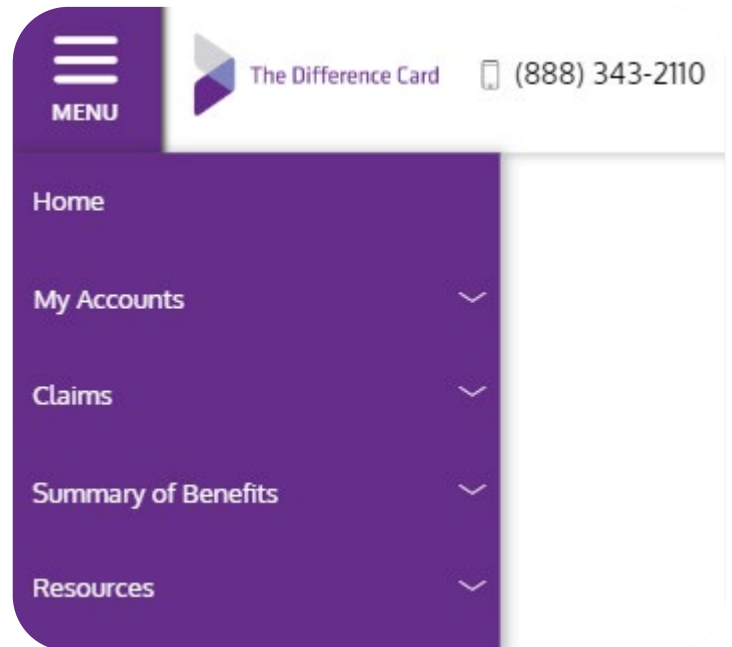 MENU
The Difference Card
(888) 343-2110
Home
My Accounts
Claims
Summary of Benefits
Resources